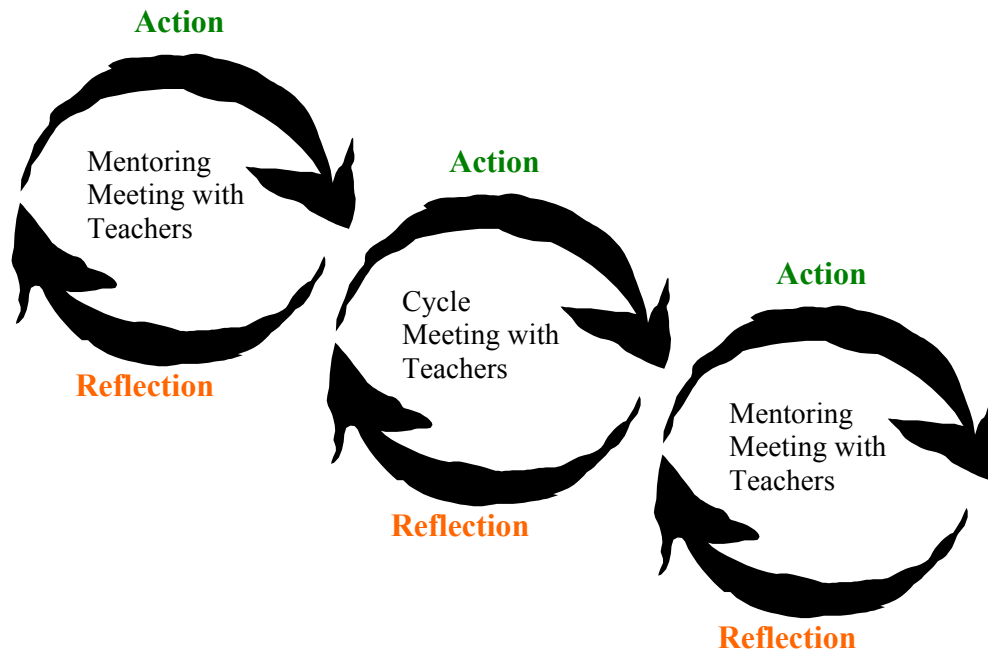 Action
Mentoring
Meeting with
Teachers
Reflection
Action
Cycle
Meeting with
Teachers
Reflection
Action
Mentoring
Meeting with
Teachers
Reflection